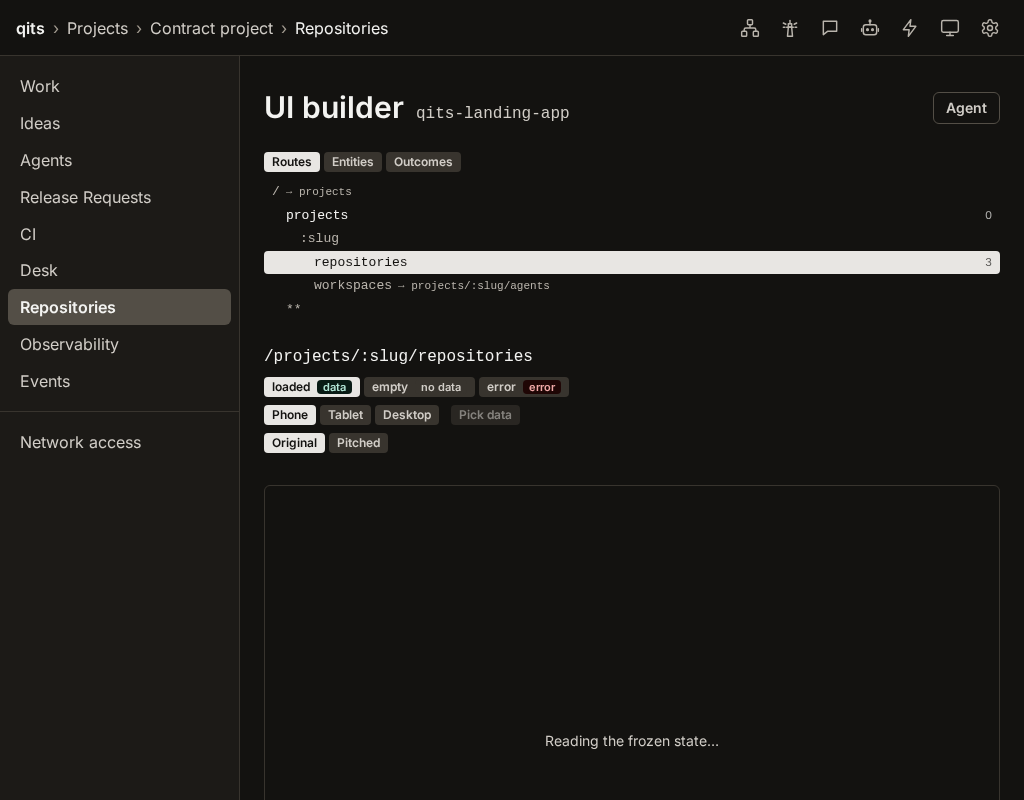 qits › Projects › Contract project › Repositories
Work
Ideas
Agents
Release Requests
CI
Desk
Repositories
Observability
Events
Network access
UI builder qits-landing-app
Agent
Routes Entities Outcomes
/ → projects
projects 0
:slug
repositories 3
workspaces → projects/:slug/agents
**
/projects/:slug/repositories
loaded data empty no data error error
Phone Tablet Desktop Pick data
Original Pitched
Reading the frozen state...